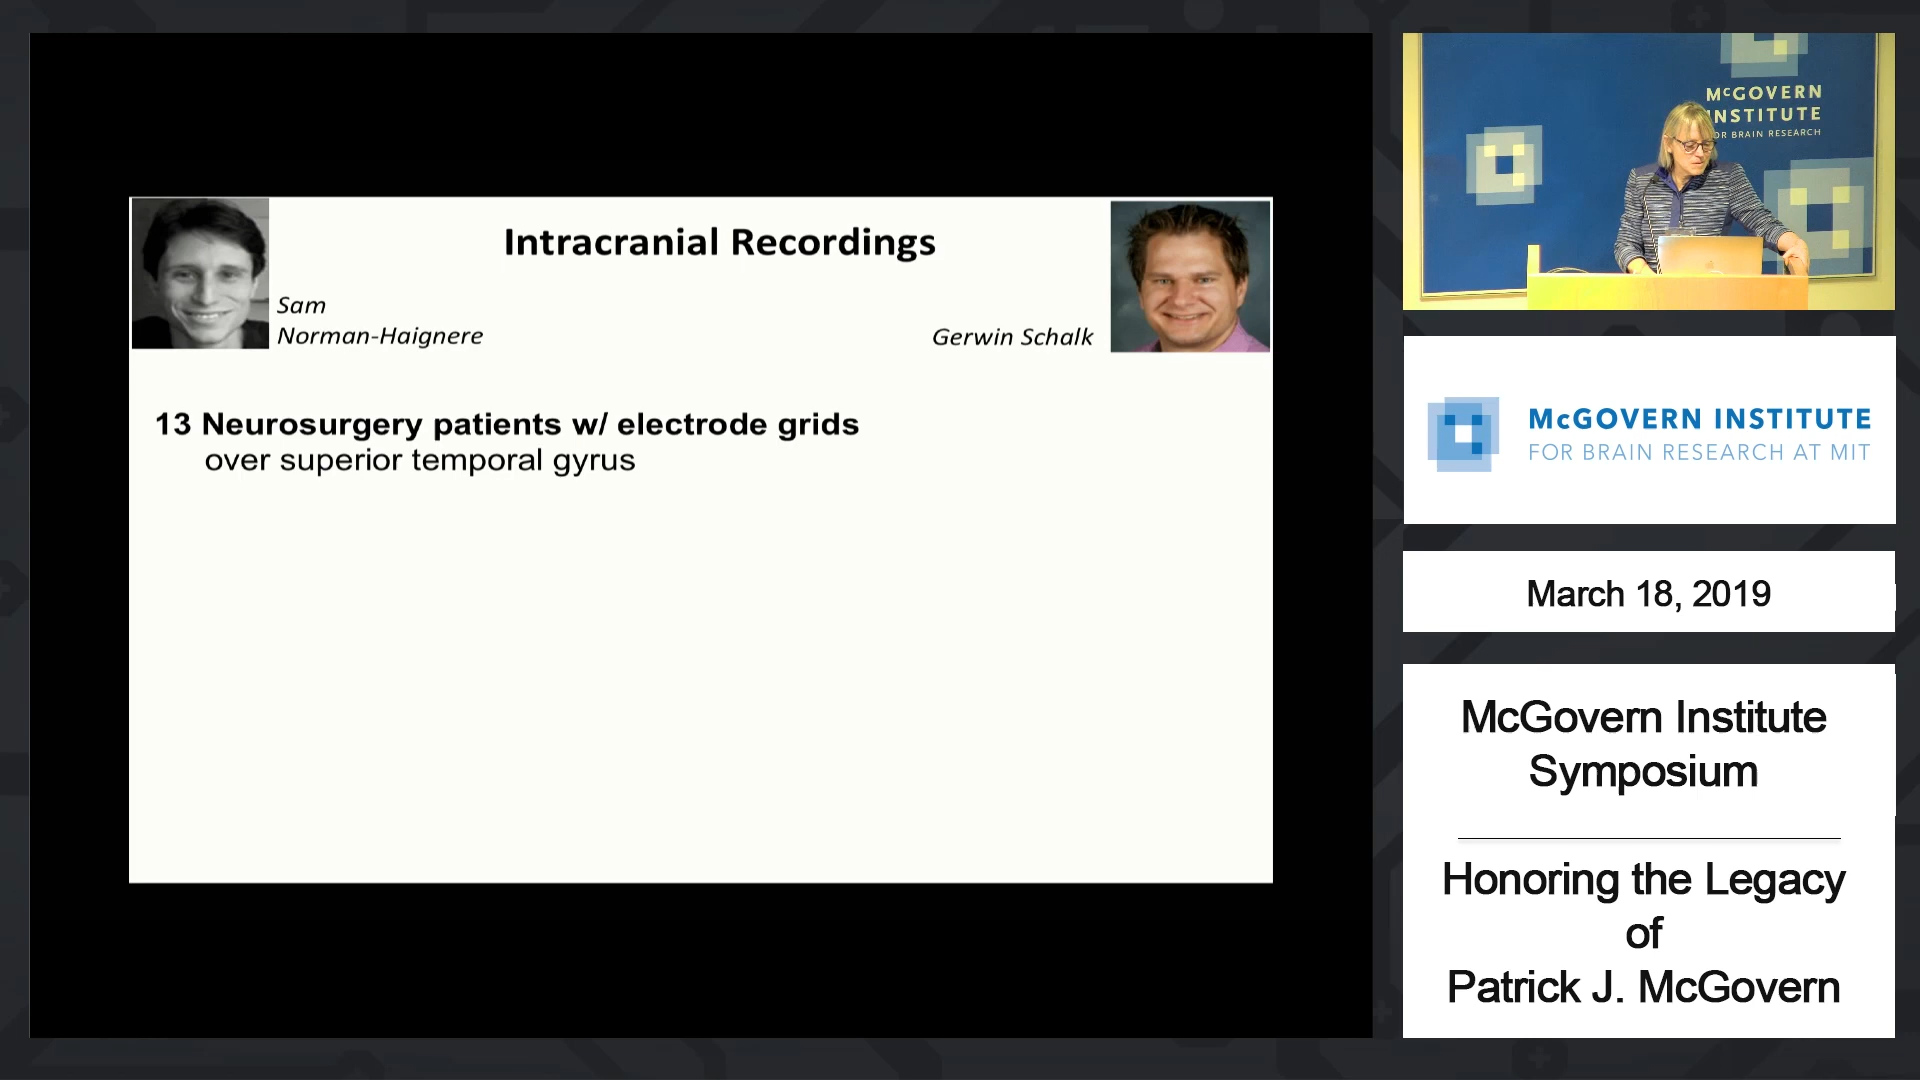 Intracranial Recordings
Sam
Norman-Haignere
Gerwin Schalk
13 Neurosurgery patients w/ electrode grids
over superior temporal gyrus
McGOVERN
INSTITUTE
FOR BRAIN RESEARCH
McGOVERN INSTITUTE
FOR BRAIN RESEARCH AT MIT
March 18, 2019
McGovern Institute
Symposium
Honoring the Legacy
of
Patrick J. McGovern